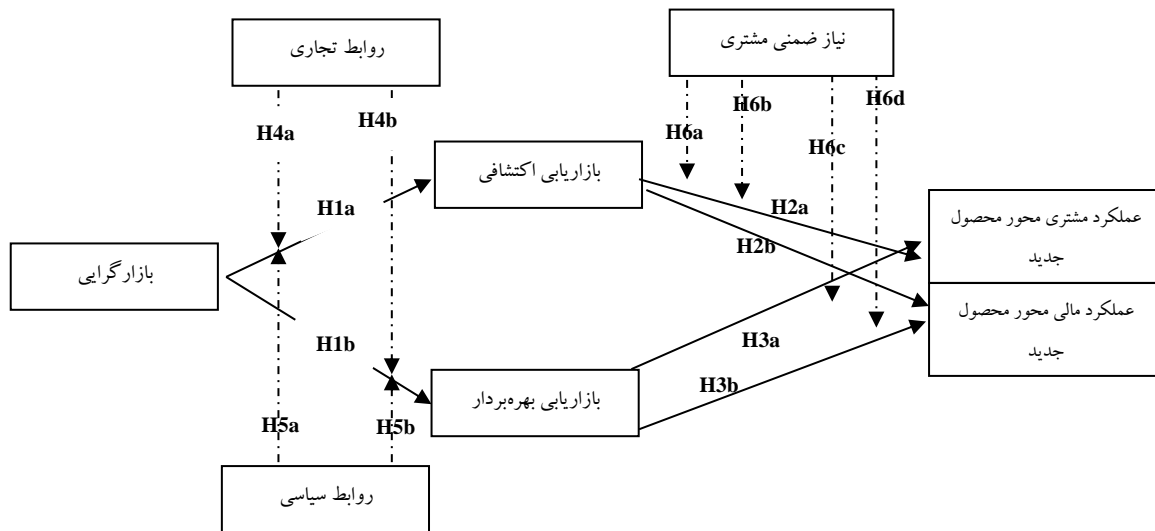 روابط تجاری
نیاز ضمنی مشتری
H4a
H4b
H6a
H6b
H6c
H6d
بازاریابی اکتشافی
H1a
H2a
H2b
عملکرد مشتری محور محصول
جدید
بازارگرایی
عملکرد مالی محور محصول
جدید
H1b
H3a
H3b
بازاریابی بهره‌بردار
H5a
H5b
روابط سیاسی